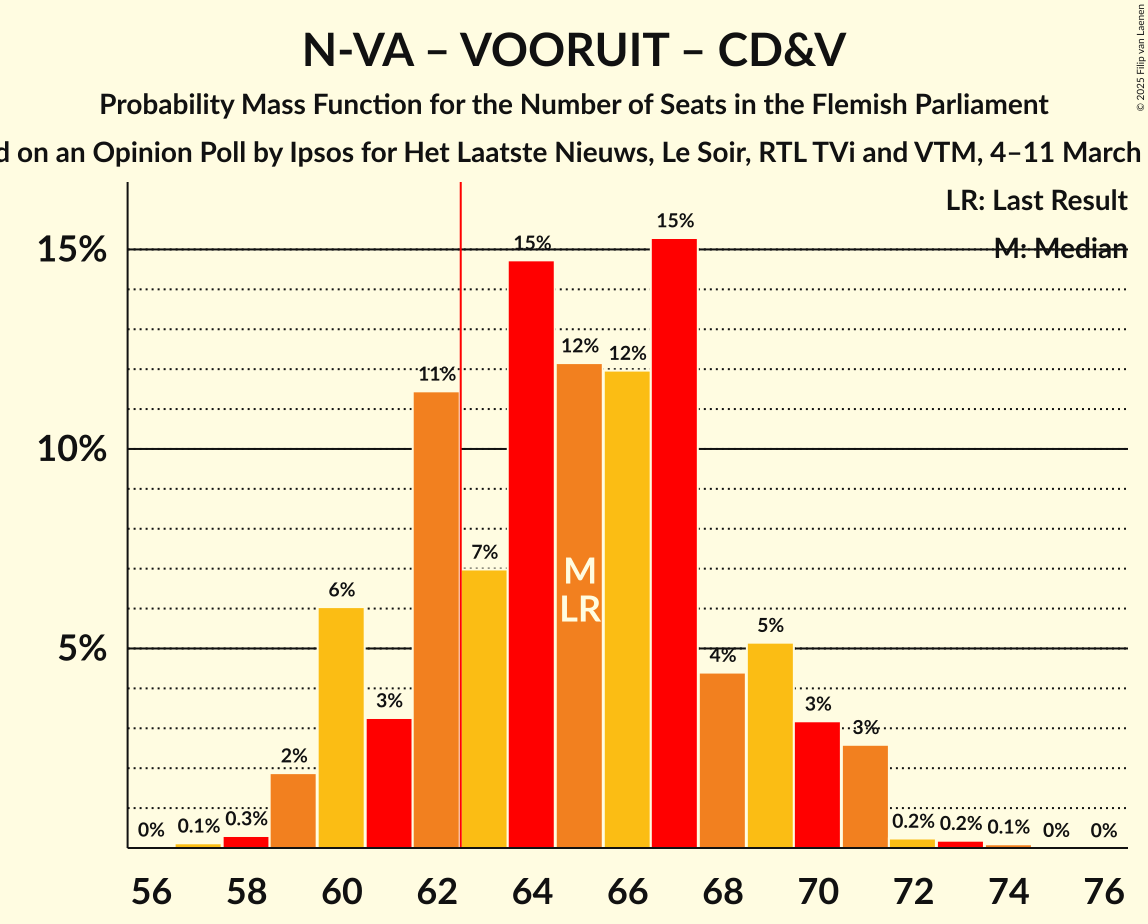 N-VA – VOORUIT – CD&V
Probability Mass Function for the Number of Seats in the Flemish Parliament
on an Opinion Poll by Ipsos for Het Laatste Nieuws, Le Soir, RTL TVi and VTM, 4–11 March
© 2025 Filip van Laenen
LR: Last Result
M: Median
15%
10%
5%
0%
0.1%
0.3%
2%
6%
3%
11%
7%
15%
12%
12%
15%
4%
5%
3%
3%
0.2%
0.2%
0.1%
0%
0%
M
LR
56 58 60 62 64 66 68 70 72 74 76